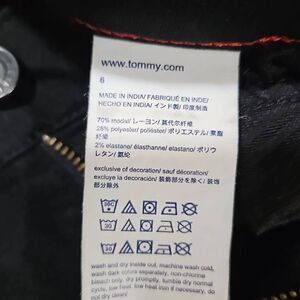 www.tommy.com
6
MADE IN INDIA/ FABRIQUÉ EN INDE/
HECHO EN INDIA/ インド製/ 印度制造
70% modal/ レーヨン/ 莫代尔纤维
28% polyester/ poliéster/ ポリエステル/ 聚酯
纤维
2% elastane/ élasthanne/ elastano/ ポリウ
レタン/ 氨纶
exclusive of decoration/ sauf décoration/
excluye la decoración/ 装飾部分を除く/ 装饰
部分除外
30
30
wash and dry inside out, machine wash cold,
wash dark colors separately, non chlorine
bleach only, form dry promptly, tumble dry normal
cycle, low heat, low heat iron if necessary, do
not dry clean/